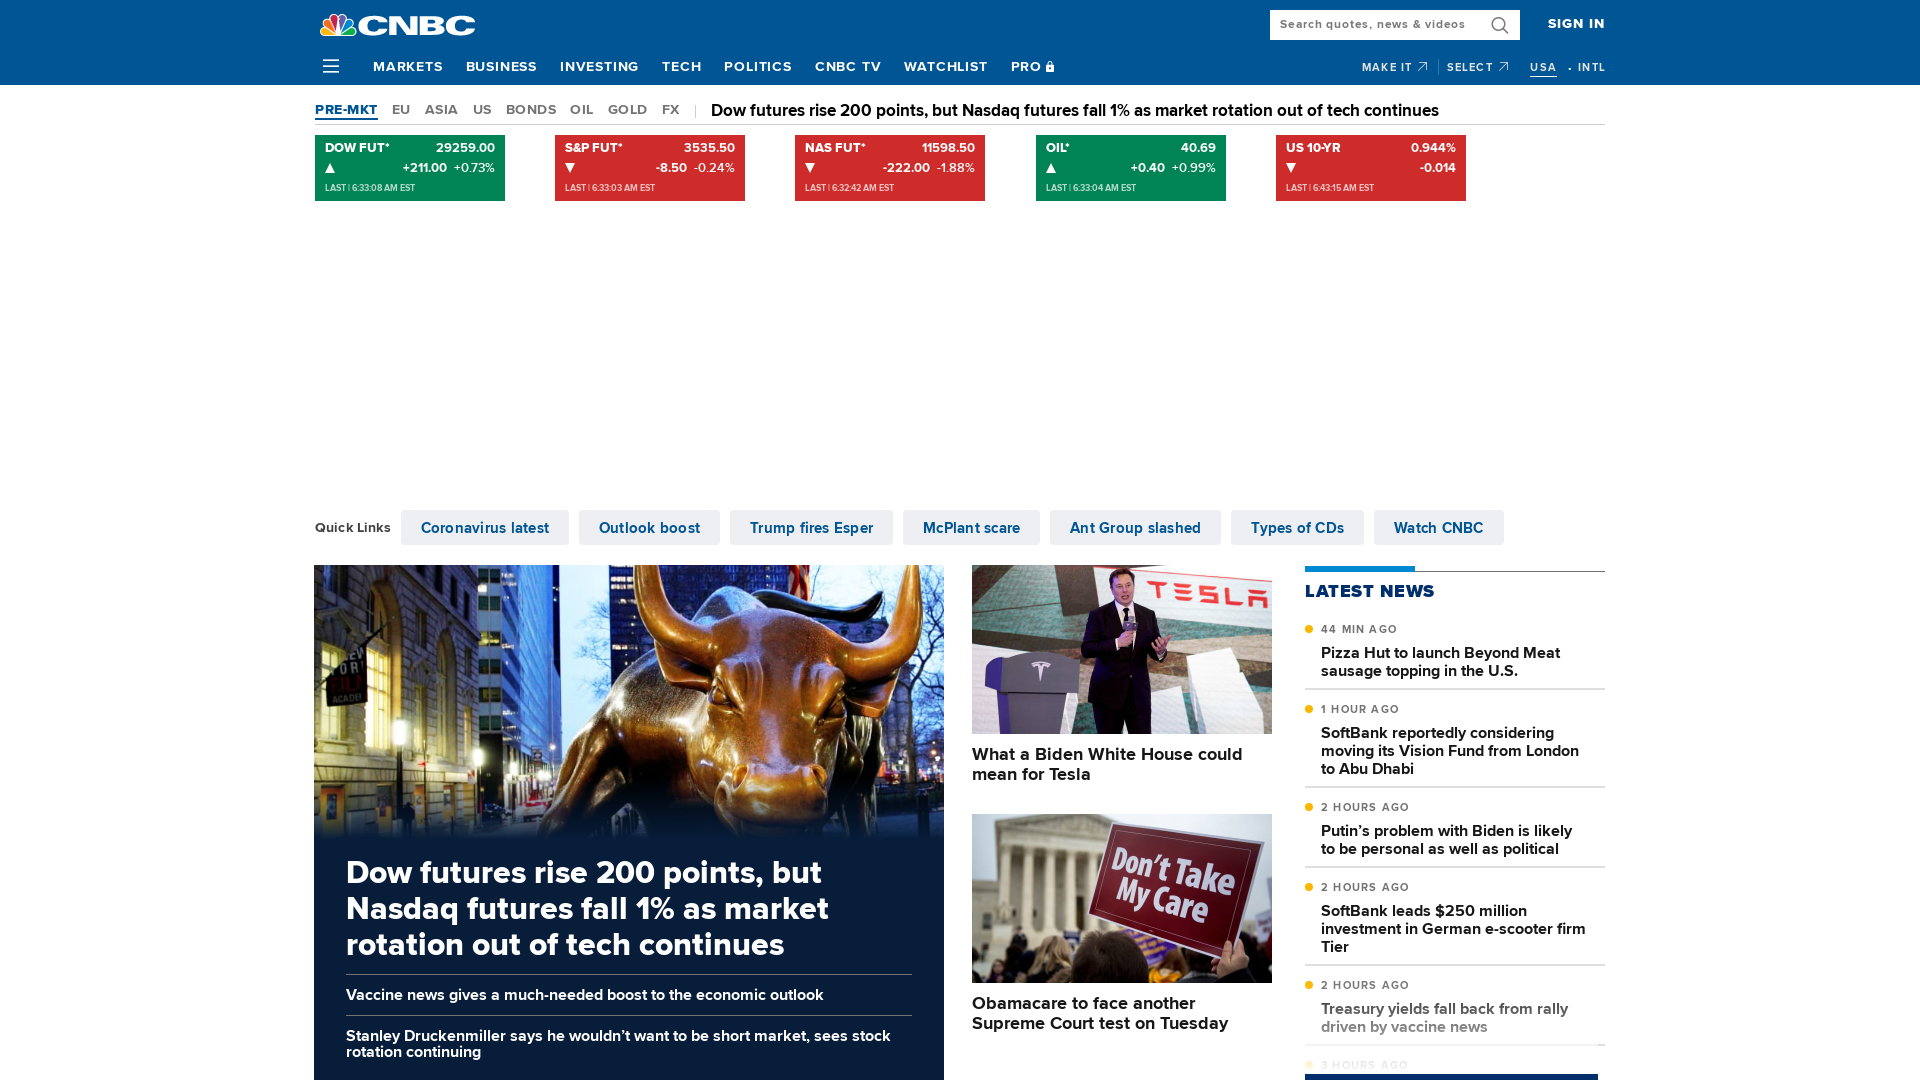 CNBC
Search quotes, news & videos
SIGN IN
MARKETS BUSINESS INVESTING TECH POLITICS CNBC TV WATCHLIST PRO
MAKE IT SELECT USA • INTL
PRE-MKT EU ASIA US BONDS OIL GOLD FX
Dow futures rise 200 points, but Nasdaq futures fall 1% as market rotation out of tech continues
DOW FUT* 29259.00
+211.00 +0.73%
LAST | 6:33:08 AM EST
S&P FUT* 3535.50
-8.50 -0.24%
LAST | 6:33:03 AM EST
NAS FUT* 11598.50
-222.00 -1.88%
LAST | 6:32:42 AM EST
OIL* 40.69
+0.40 +0.99%
LAST | 6:33:04 AM EST
US 10-YR 0.944%
-0.014
LAST | 6:43:15 AM EST
Quick Links Coronavirus latest Outlook boost Trump fires Esper McPlant scare Ant Group slashed Types of CDs Watch CNBC
Dow futures rise 200 points, but
Nasdaq futures fall 1% as market
rotation out of tech continues
Vaccine news gives a much-needed boost to the economic outlook
Stanley Druckenmiller says he wouldn’t want to be short market, sees stock
rotation continuing
TESLA
What a Biden White House could
mean for Tesla
Don't Take
My Care
Obamacare to face another
Supreme Court test on Tuesday
LATEST NEWS
44 MIN AGO
Pizza Hut to launch Beyond Meat
sausage topping in the U.S.
1 HOUR AGO
SoftBank reportedly considering
moving its Vision Fund from London
to Abu Dhabi
2 HOURS AGO
Putin’s problem with Biden is likely
to be personal as well as political
2 HOURS AGO
SoftBank leads $250 million
investment in German e-scooter firm
Tier
2 HOURS AGO
Treasury yields fall back from rally
driven by vaccine news
3 HOURS AGO